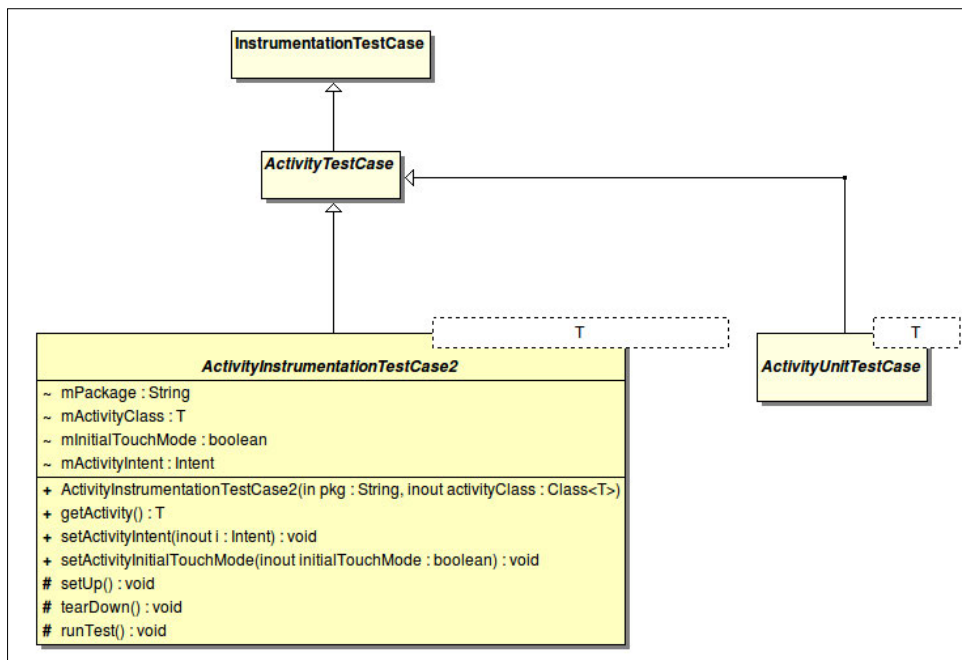 InstrumentationTestCase
ActivityTestCase
T
ActivityInstrumentationTestCase2
~ mPackage : String
~ mActivityClass : T
~ mInitialTouchMode : boolean
~ mActivityIntent : Intent
+ ActivityInstrumentationTestCase2(in pkg : String, inout activityClass : Class<T>)
+ getActivity() : T
+ setActivityIntent(inout i : Intent) : void
+ setActivityInitialTouchMode(inout initialTouchMode : boolean) : void
# setUp() : void
# tearDown() : void
# runTest() : void
T
ActivityUnitTestCase